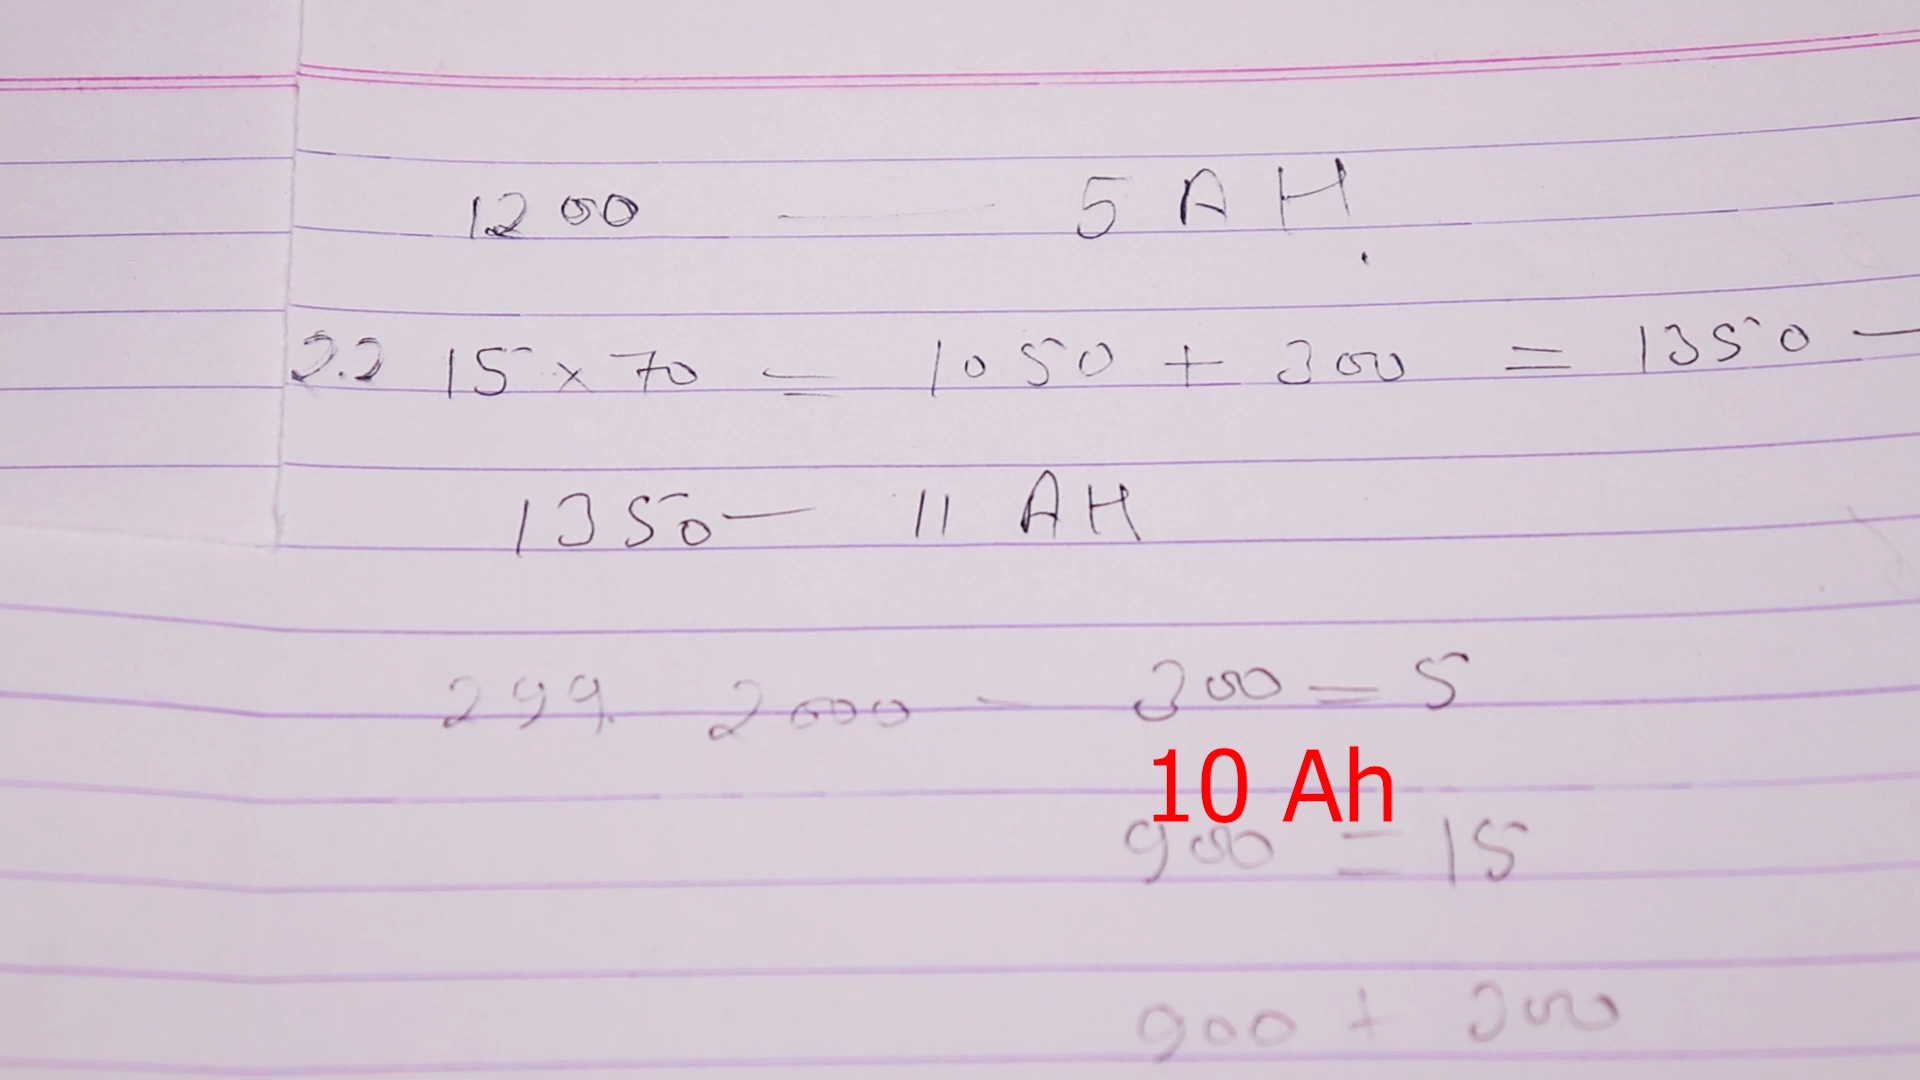 1200 — 5 AH.
2.2 15 x 70 = 1050 + 300 = 1350 —
1350 — 11 AH
299. 2000 - 300 = 5
10 Ah
900 = 15
900 + 300